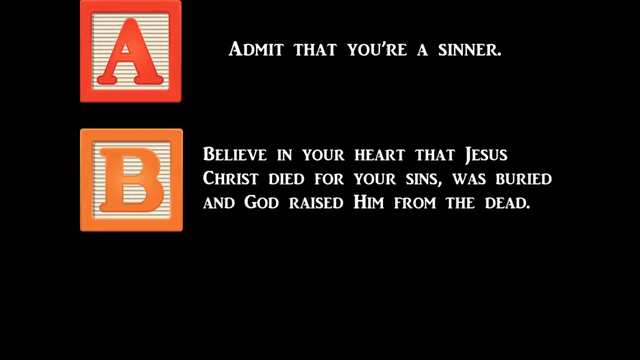 A
Admit that you're a sinner.
B
Believe in your heart that Jesus
Christ died for your sins, was buried
and God raised Him from the dead.